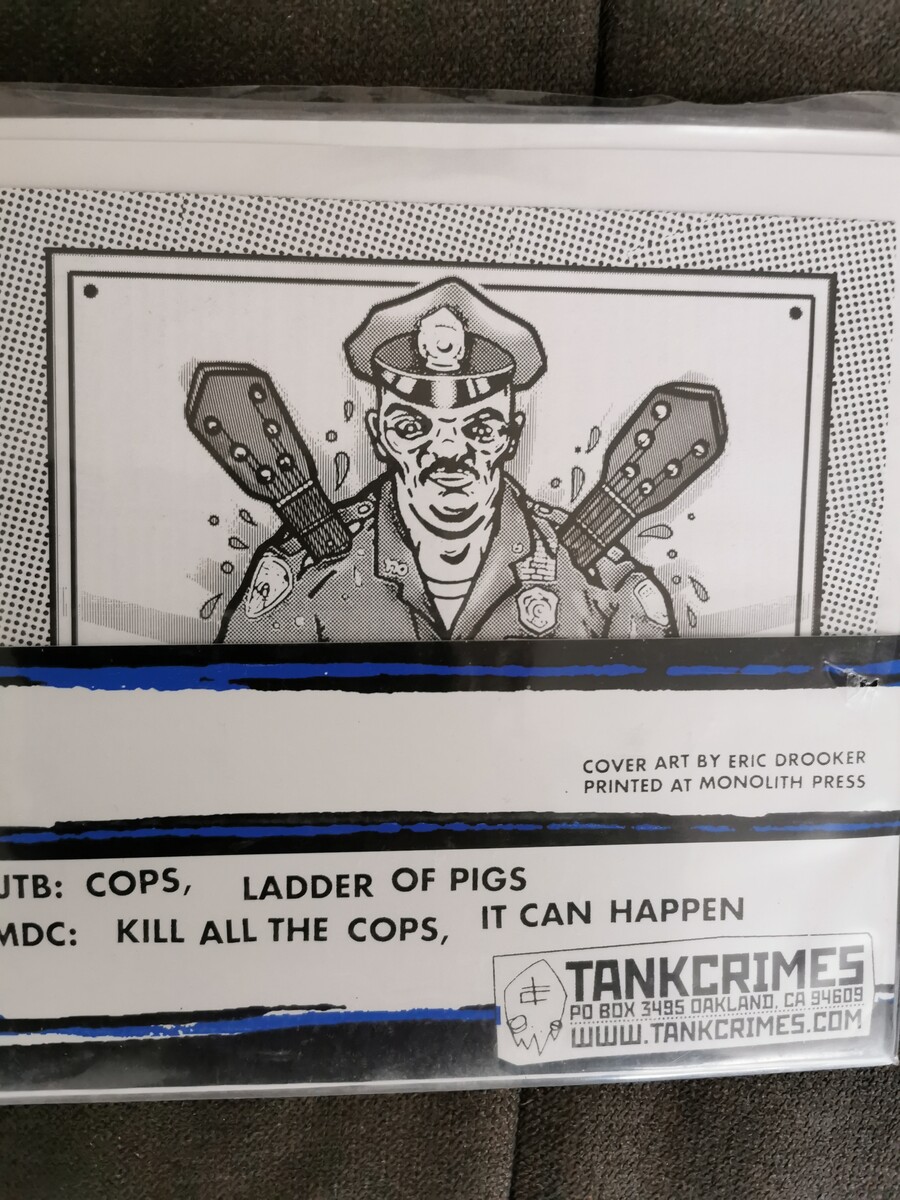 COVER ART BY ERIC DROOKER
PRINTED AT MONOLITH PRESS
UTB: COPS, LADDER OF PIGS
MDC: KILL ALL THE COPS, IT CAN HAPPEN
TANKCRIMES
PO BOX 3495 OAKLAND, CA 94609
WWW.TANKCRIMES.COM